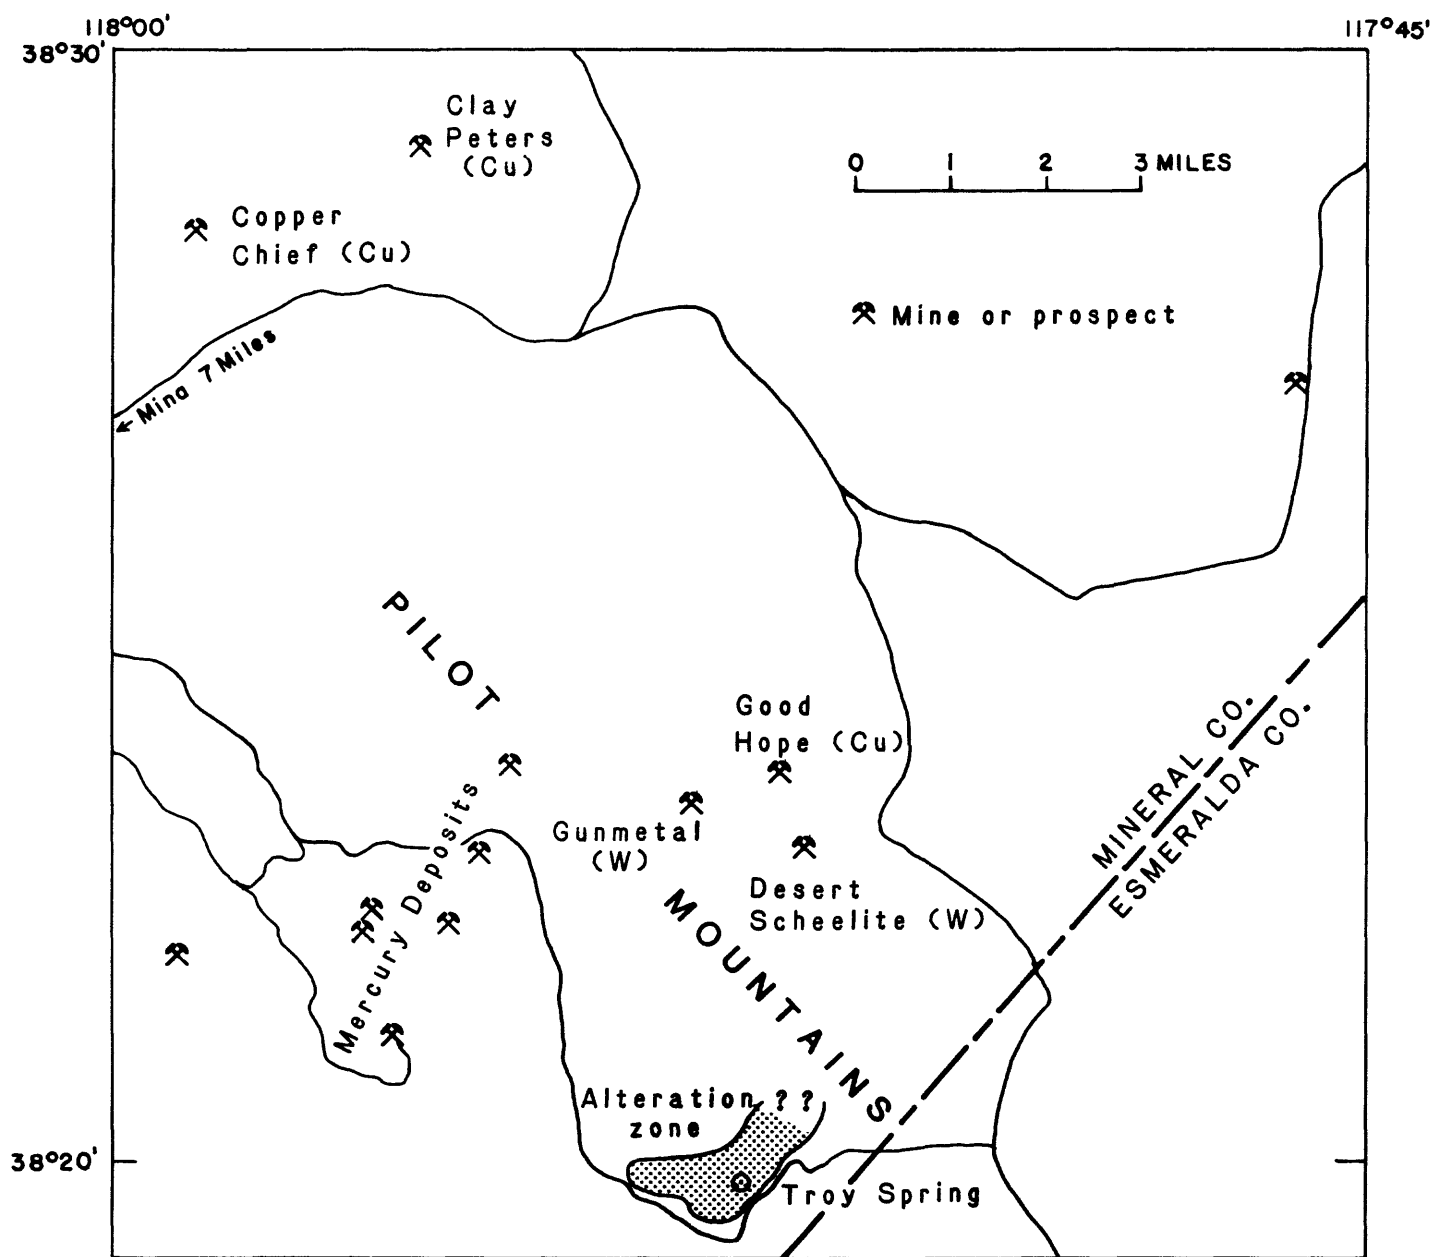 118°00'
117°45'
38°30'
Clay
Peters
(Cu)
0 1 2 3 MILES
Copper
Chief (Cu)
Mine or prospect
←Mina 7 Miles
PILOT
Good
Hope (Cu)
MINERAL CO.
ESMERALDA CO.
Mercury Deposits
Gunmetal
(W)
Desert
Scheelite (W)
MOUNTAINS
Alteration ? ?
zone
38°20'
Troy Spring